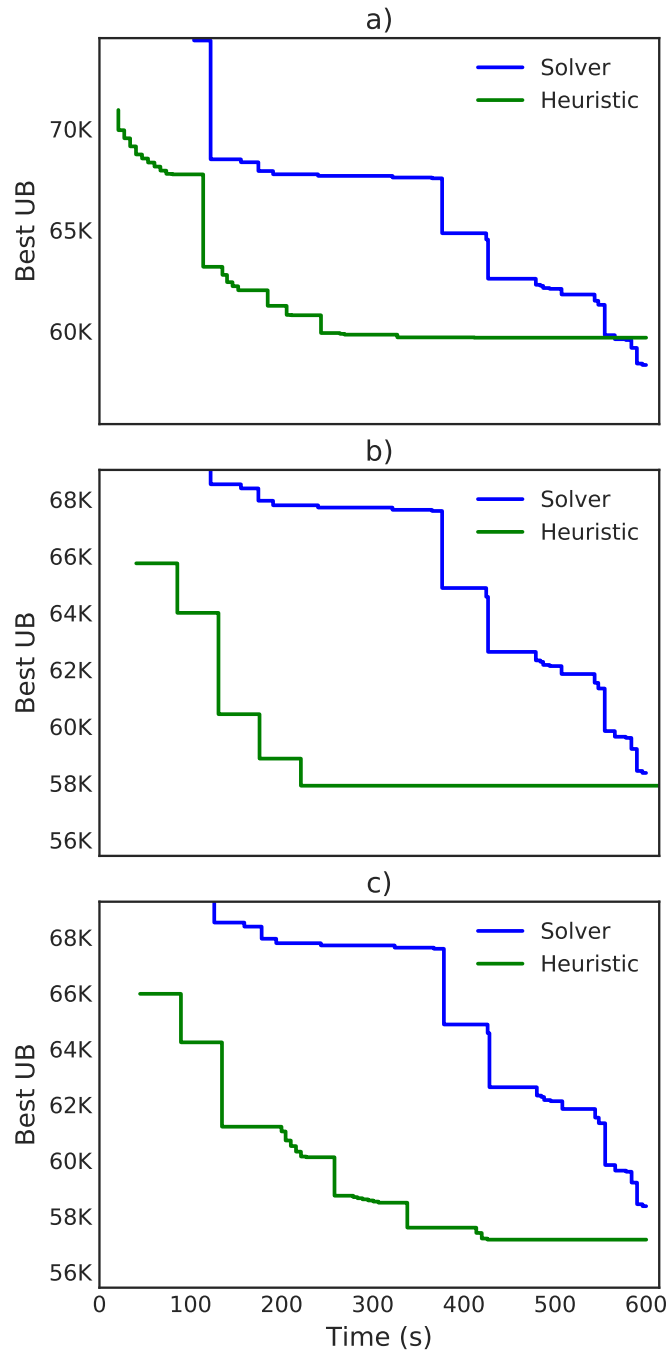 a)
Best UB
70K
65K
60K
Solver
Heuristic
b)
Best UB
68K
66K
64K
62K
60K
58K
56K
Solver
Heuristic
c)
Best UB
68K
66K
64K
62K
60K
58K
56K
Solver
Heuristic
0 100 200 300 400 500 600
Time (s)